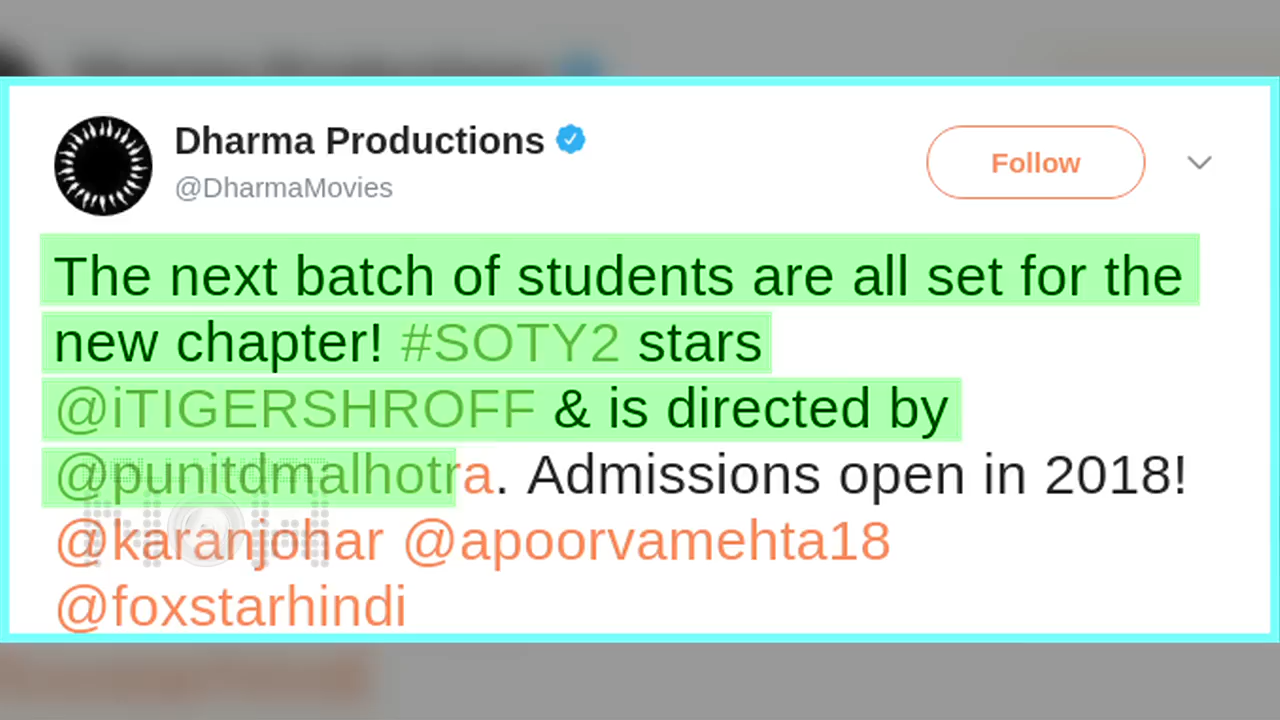 Dharma Productions
@DharmaMovies
Follow
The next batch of students are all set for the
new chapter! #SOTY2 stars
@iTIGERSHROFF & is directed by
@punitdmalhotra. Admissions open in 2018!
@karanjohar @apoorvamehta18
@foxstarhindi